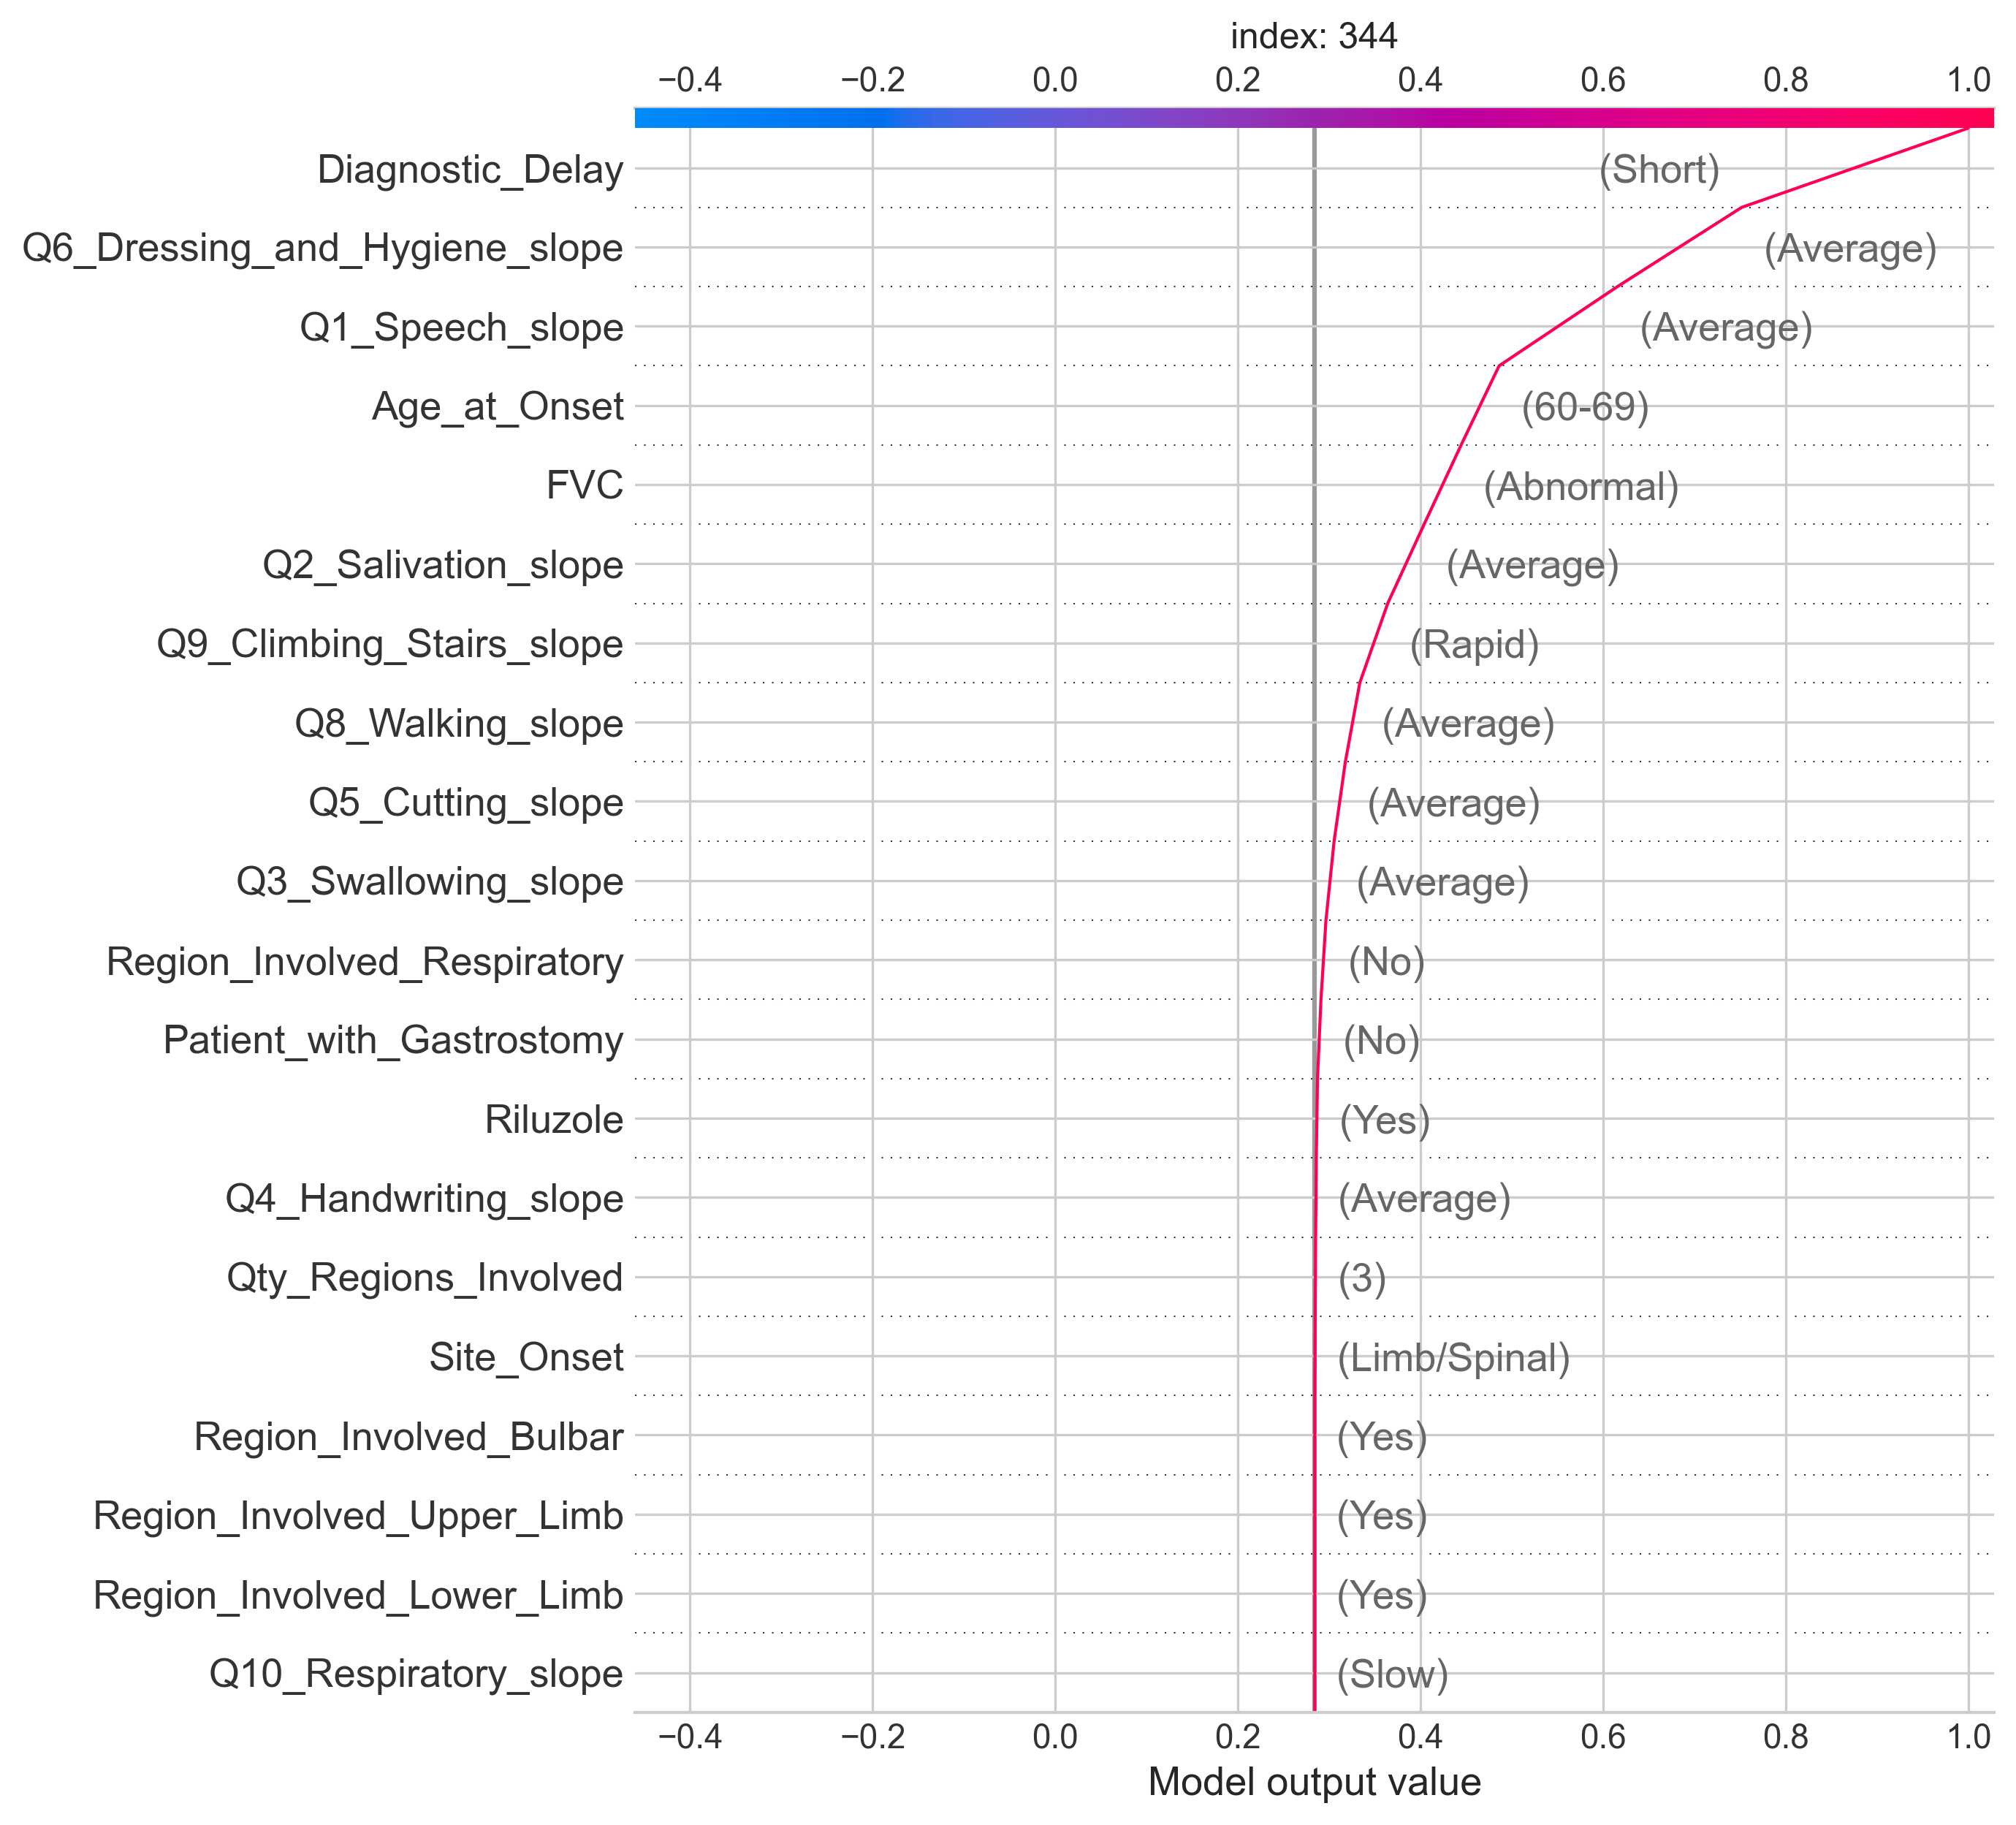 index: 344
−0.4 −0.2 0.0 0.2 0.4 0.6 0.8 1.0
Diagnostic_Delay (Short)
Q6_Dressing_and_Hygiene_slope (Average)
Q1_Speech_slope (Average)
Age_at_Onset (60-69)
FVC (Abnormal)
Q2_Salivation_slope (Average)
Q9_Climbing_Stairs_slope (Rapid)
Q8_Walking_slope (Average)
Q5_Cutting_slope (Average)
Q3_Swallowing_slope (Average)
Region_Involved_Respiratory (No)
Patient_with_Gastrostomy (No)
Riluzole (Yes)
Q4_Handwriting_slope (Average)
Qty_Regions_Involved (3)
Site_Onset (Limb/Spinal)
Region_Involved_Bulbar (Yes)
Region_Involved_Upper_Limb (Yes)
Region_Involved_Lower_Limb (Yes)
Q10_Respiratory_slope (Slow)
−0.4 −0.2 0.0 0.2 0.4 0.6 0.8 1.0
Model output value